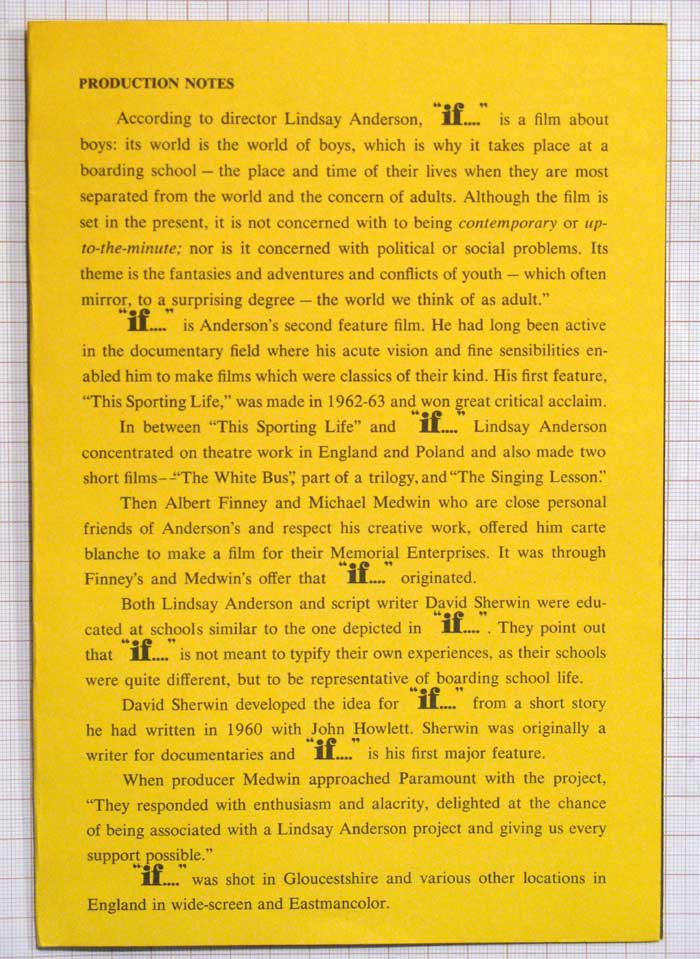 PRODUCTION NOTES
According to director Lindsay Anderson, “if....” is a film about
boys: its world is the world of boys, which is why it takes place at a
boarding school — the place and time of their lives when they are most
separated from the world and the concern of adults. Although the film is
set in the present, it is not concerned with to being contemporary or up-
to-the-minute; nor is it concerned with political or social problems. Its
theme is the fantasies and adventures and conflicts of youth — which often
mirror, to a surprising degree — the world we think of as adult.”
“if....” is Anderson’s second feature film. He had long been active
in the documentary field where his acute vision and fine sensibilities en-
abled him to make films which were classics of their kind. His first feature,
“This Sporting Life,” was made in 1962-63 and won great critical acclaim.
In between “This Sporting Life” and “if....” Lindsay Anderson
concentrated on theatre work in England and Poland and also made two
short films--“The White Bus”, part of a trilogy, and “The Singing Lesson.”
Then Albert Finney and Michael Medwin who are close personal
friends of Anderson’s and respect his creative work, offered him carte
blanche to make a film for their Memorial Enterprises. It was through
Finney’s and Medwin’s offer that “if....” originated.
Both Lindsay Anderson and script writer David Sherwin were edu-
cated at schools similar to the one depicted in “if....”. They point out
that “if....” is not meant to typify their own experiences, as their schools
were quite different, but to be representative of boarding school life.
David Sherwin developed the idea for “if....” from a short story
he had written in 1960 with John Howlett. Sherwin was originally a
writer for documentaries and “if....” is his first major feature.
When producer Medwin approached Paramount with the project,
“They responded with enthusiasm and alacrity, delighted at the chance
of being associated with a Lindsay Anderson project and giving us every
support possible.”
“if....” was shot in Gloucestshire and various other locations in
England in wide-screen and Eastmancolor.